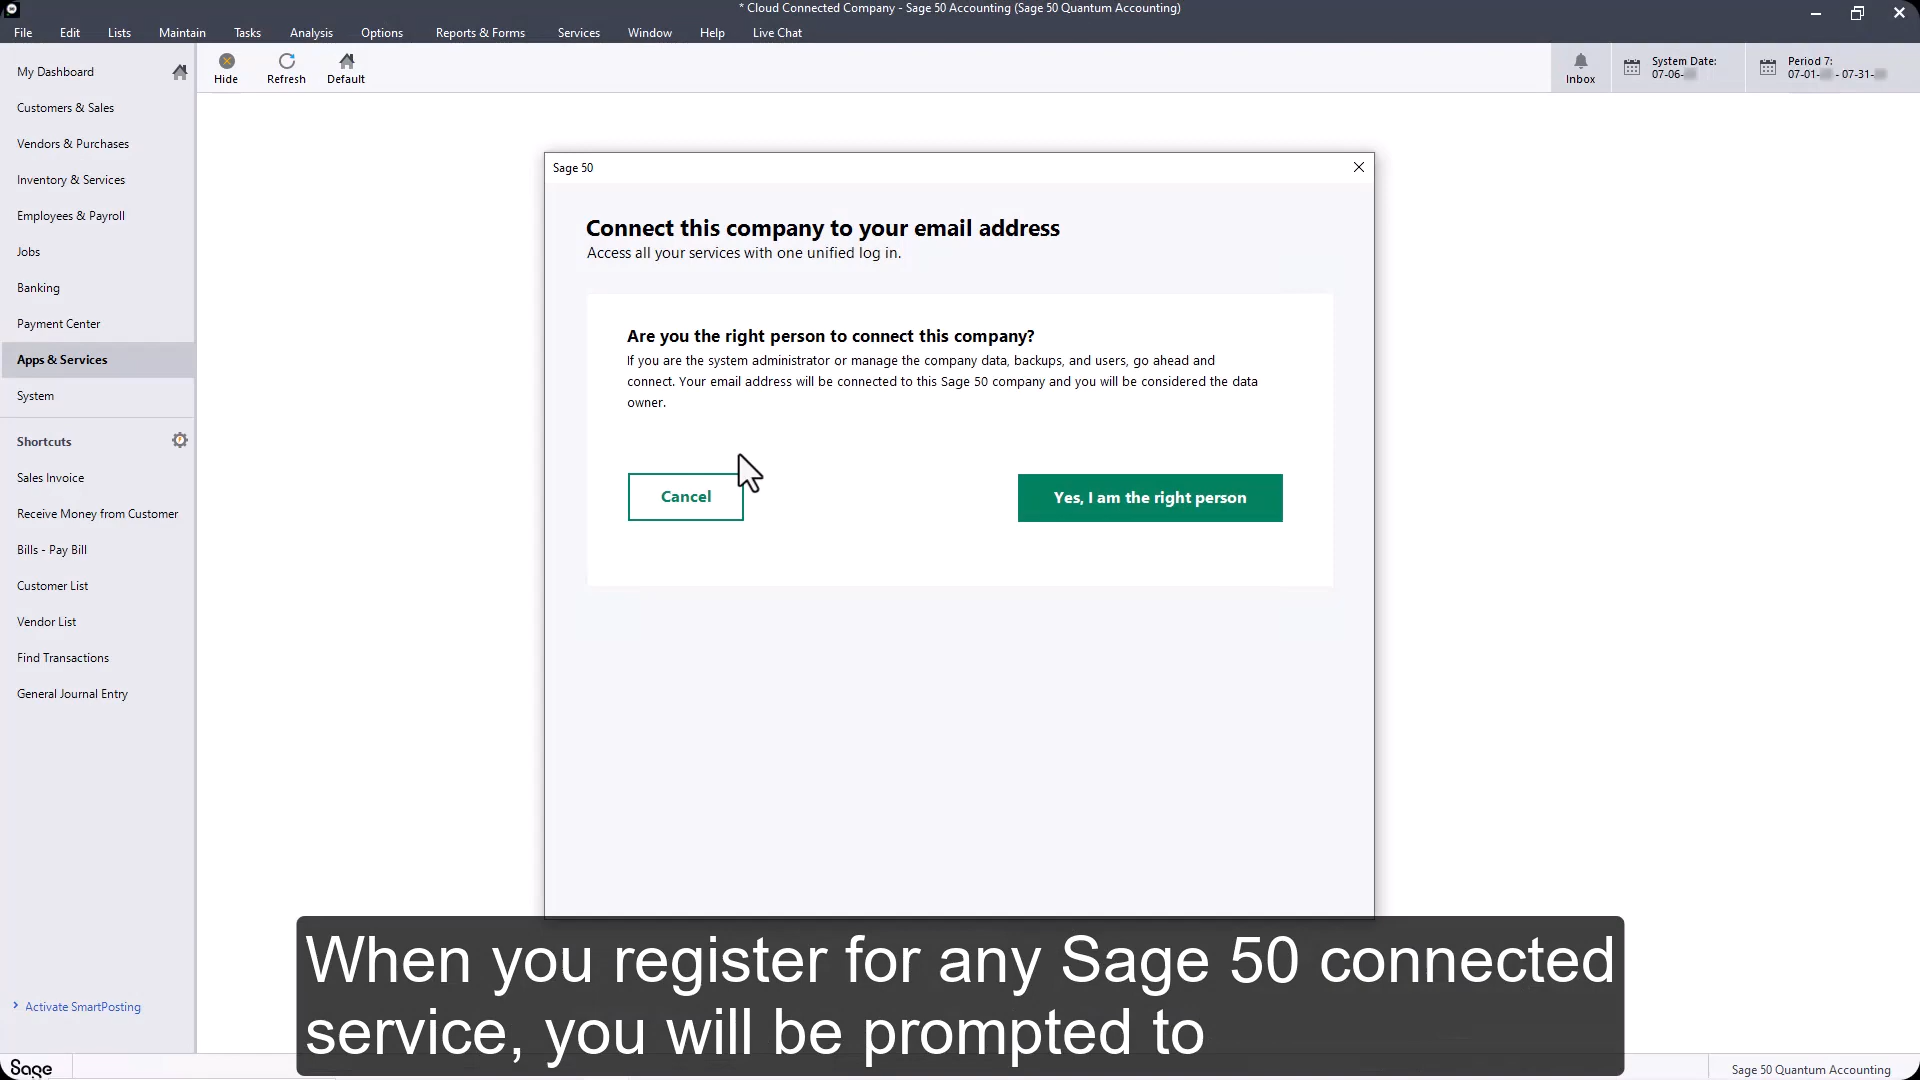 * Cloud Connected Company - Sage 50 Accounting (Sage 50 Quantum Accounting)
File Edit Lists Maintain Tasks Analysis Options Reports & Forms Services Window Help Live Chat
My Dashboard
Customers & Sales
Vendors & Purchases
Inventory & Services
Employees & Payroll
Jobs
Banking
Payment Center
Apps & Services
System
Shortcuts
Sales Invoice
Receive Money from Customer
Bills - Pay Bill
Customer List
Vendor List
Find Transactions
General Journal Entry
Activate SmartPosting
Sage
Hide Refresh Default
Inbox
System Date:
07-06-
Period 7:
07-01- - 07-31-
Sage 50
Connect this company to your email address
Access all your services with one unified log in.
Are you the right person to connect this company?
If you are the system administrator or manage the company data, backups, and users, go ahead and
connect. Your email address will be connected to this Sage 50 company and you will be considered the data
owner.
Cancel
Yes, I am the right person
When you register for any Sage 50 connected
service, you will be prompted to
Sage 50 Quantum Accounting